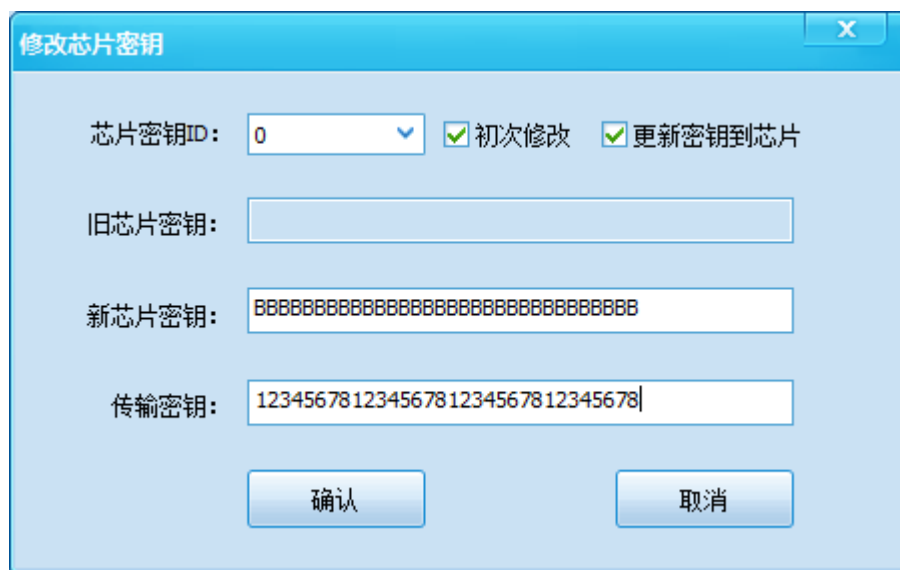 修改芯片密钥
X
芯片密钥ID： 0 初次修改 更新密钥到芯片
旧芯片密钥：
新芯片密钥： BBBBBBBBBBBBBBBBBBBBBBBBBBBBBBBB
传输密钥： 12345678123456781234567812345678
确认 取消